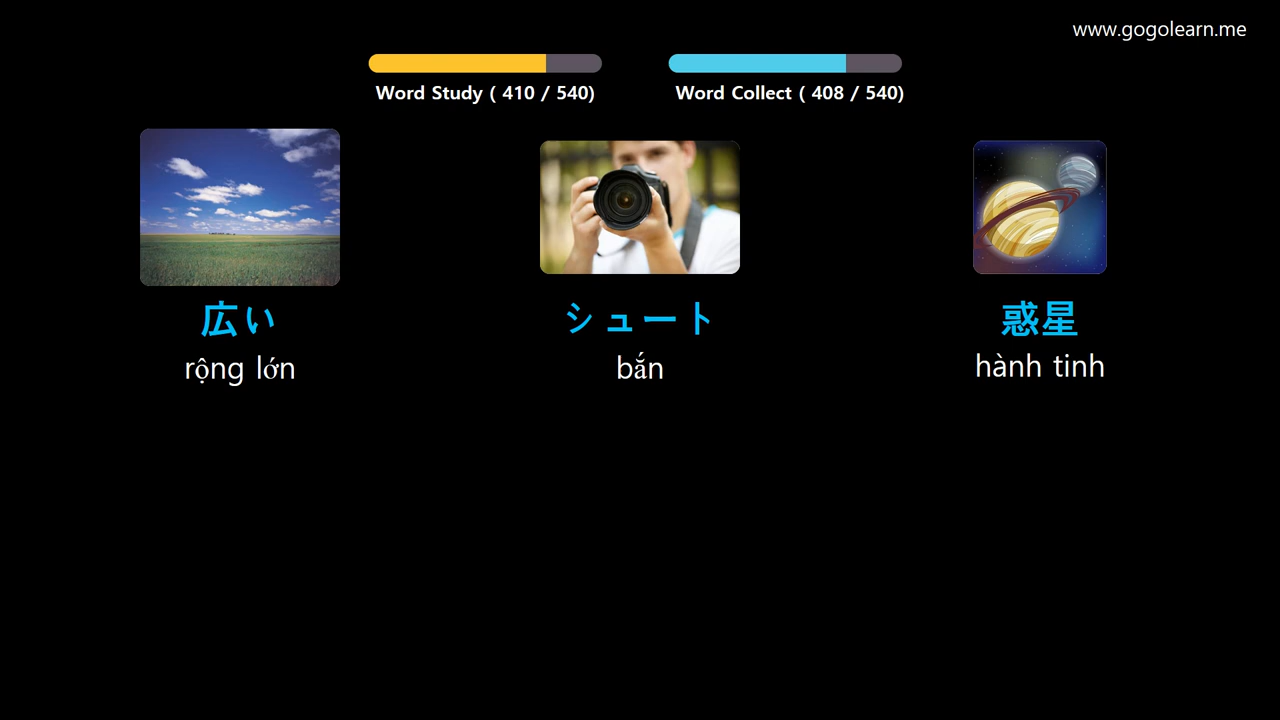 www.gogolearn.me
Word Study ( 410 / 540)
Word Collect ( 408 / 540)
広い
シュート
惑星
rộng lớn
bắn
hành tinh